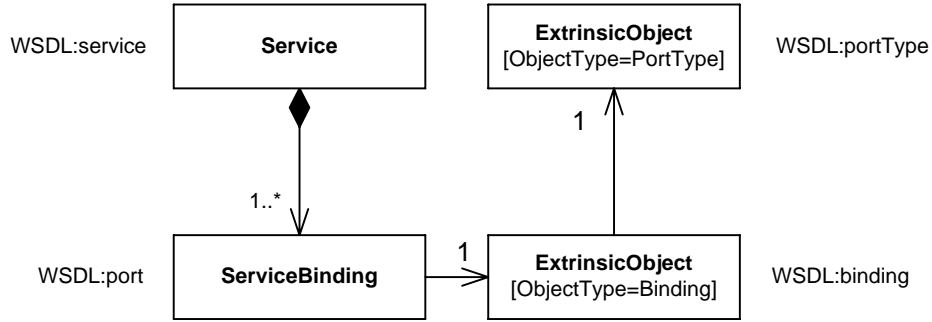 WSDL:service
Service
ExtrinsicObject
[ObjectType=PortType]
WSDL:portType
1
1..*
WSDL:port
ServiceBinding
1
ExtrinsicObject
[ObjectType=Binding]
WSDL:binding